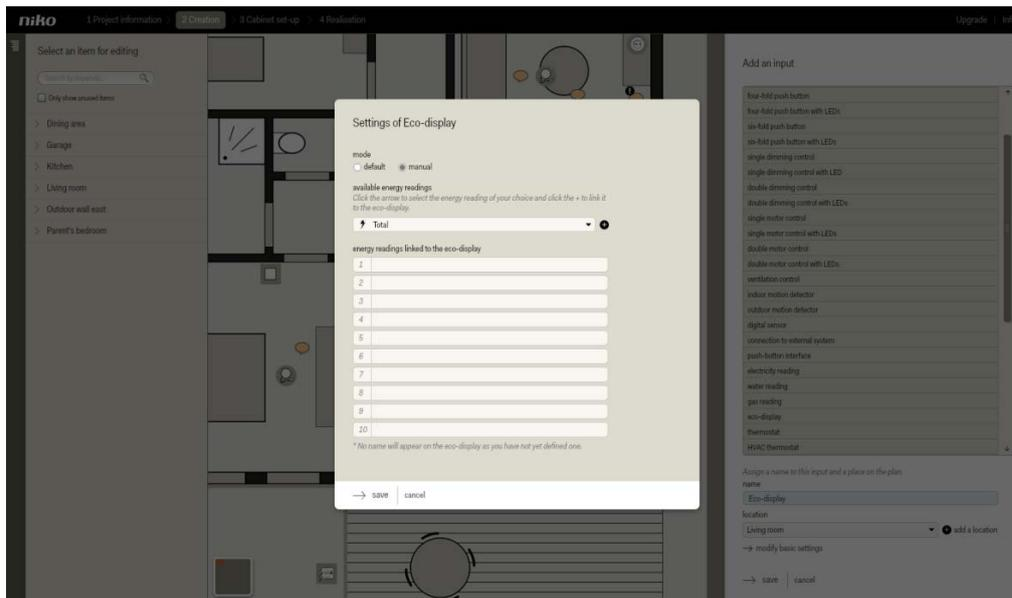 niko
1 Project information
2 Creation
3 Cabinet set-up
4 Realisation
Upgrade
Select an item for editing
Only show unused items
Dining area
Garage
Kitchen
Living room
Outdoor wall east
Parent's bedroom
Settings of Eco-display
mode
default
manual
available energy readings
Click the arrow to select the energy reading of your choice and click the + to link it
to the eco-display.
Total
energy readings linked to the eco-display
1
2
3
4
5
6
7
8
9
10
* No name will appear on the eco-display as you have not yet defined one.
save
cancel
Add an input
four-fold push button
four-fold push button with LEDs
six-fold push button
six-fold push button with LEDs
single dimming control
single dimming control with LED
double dimming control
double dimming control with LEDs
single motor control
single motor control with LEDs
double motor control
double motor control with LEDs
ventilation control
indoor motion detector
outdoor motion detector
digital sensor
connection to external system
push-button interface
electricity reading
water reading
gas reading
eco-display
thermostat
HVAC thermostat
Assign a name to this input and a place on the plan.
name
Eco-display
location
Living room
add a location
modify basic settings
save
cancel